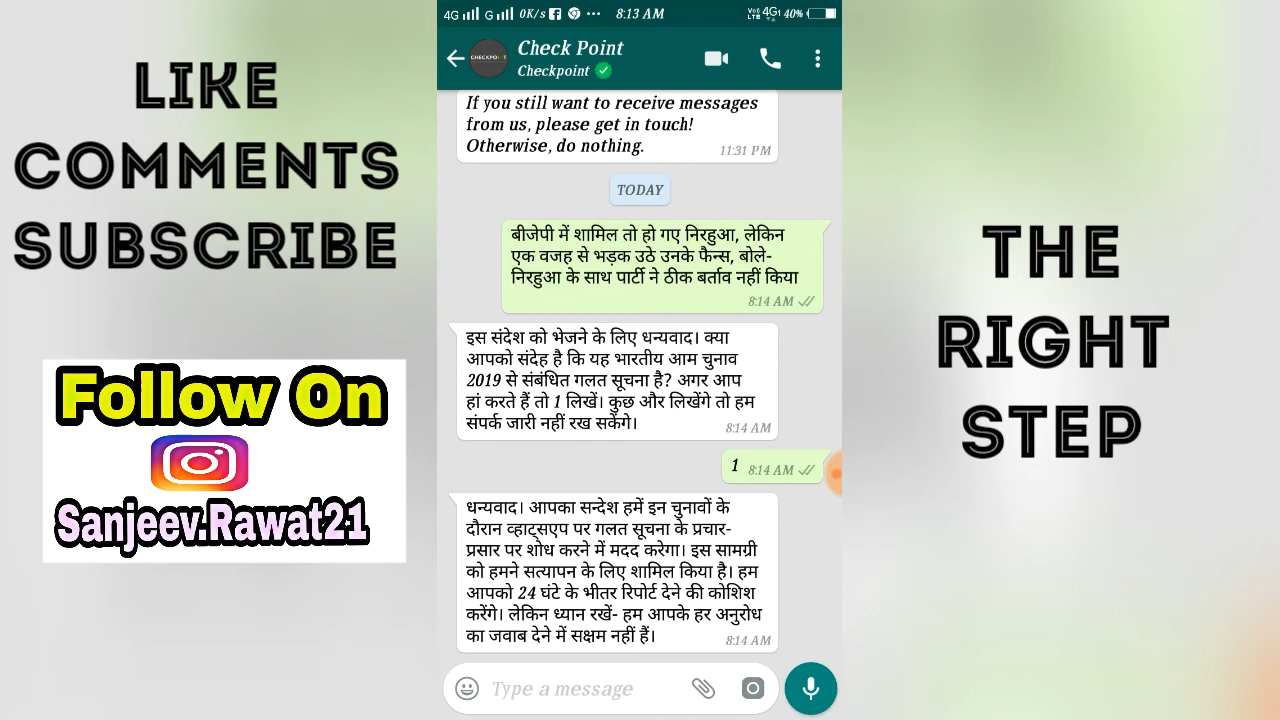 LIKE
COMMENTS
SUBSCRIBE
Follow On
Sanjeev.Rawat21
4G G 0K/s 8:13 AM VoLTE 4G 40%
CHECKPOINT
Check Point
Checkpoint
If you still want to receive messages
from us, please get in touch!
Otherwise, do nothing.
11:31 PM
TODAY
बीजेपी में शामिल तो हो गए निरहुआ, लेकिन
एक वजह से भड़क उठे उनके फैन्स, बोले-
निरहुआ के साथ पार्टी ने ठीक बर्ताव नहीं किया
8:14 AM
इस संदेश को भेजने के लिए धन्यवाद। क्या
आपको संदेह है कि यह भारतीय आम चुनाव
2019 से संबंधित गलत सूचना है? अगर आप
हां करते हैं तो 1 लिखें। कुछ और लिखेंगे तो हम
संपर्क जारी नहीं रख सकेंगे।
8:14 AM
1 8:14 AM
धन्यवाद। आपका सन्देश हमें इन चुनावों के
दौरान व्हाट्सएप पर गलत सूचना के प्रचार-
प्रसार पर शोध करने में मदद करेगा। इस सामग्री
को हमने सत्यापन के लिए शामिल किया है। हम
आपको 24 घंटे के भीतर रिपोर्ट देने की कोशिश
करेंगे। लेकिन ध्यान रखें- हम आपके हर अनुरोध
का जवाब देने में सक्षम नहीं हैं।
8:14 AM
Type a message
THE
RIGHT
STEP